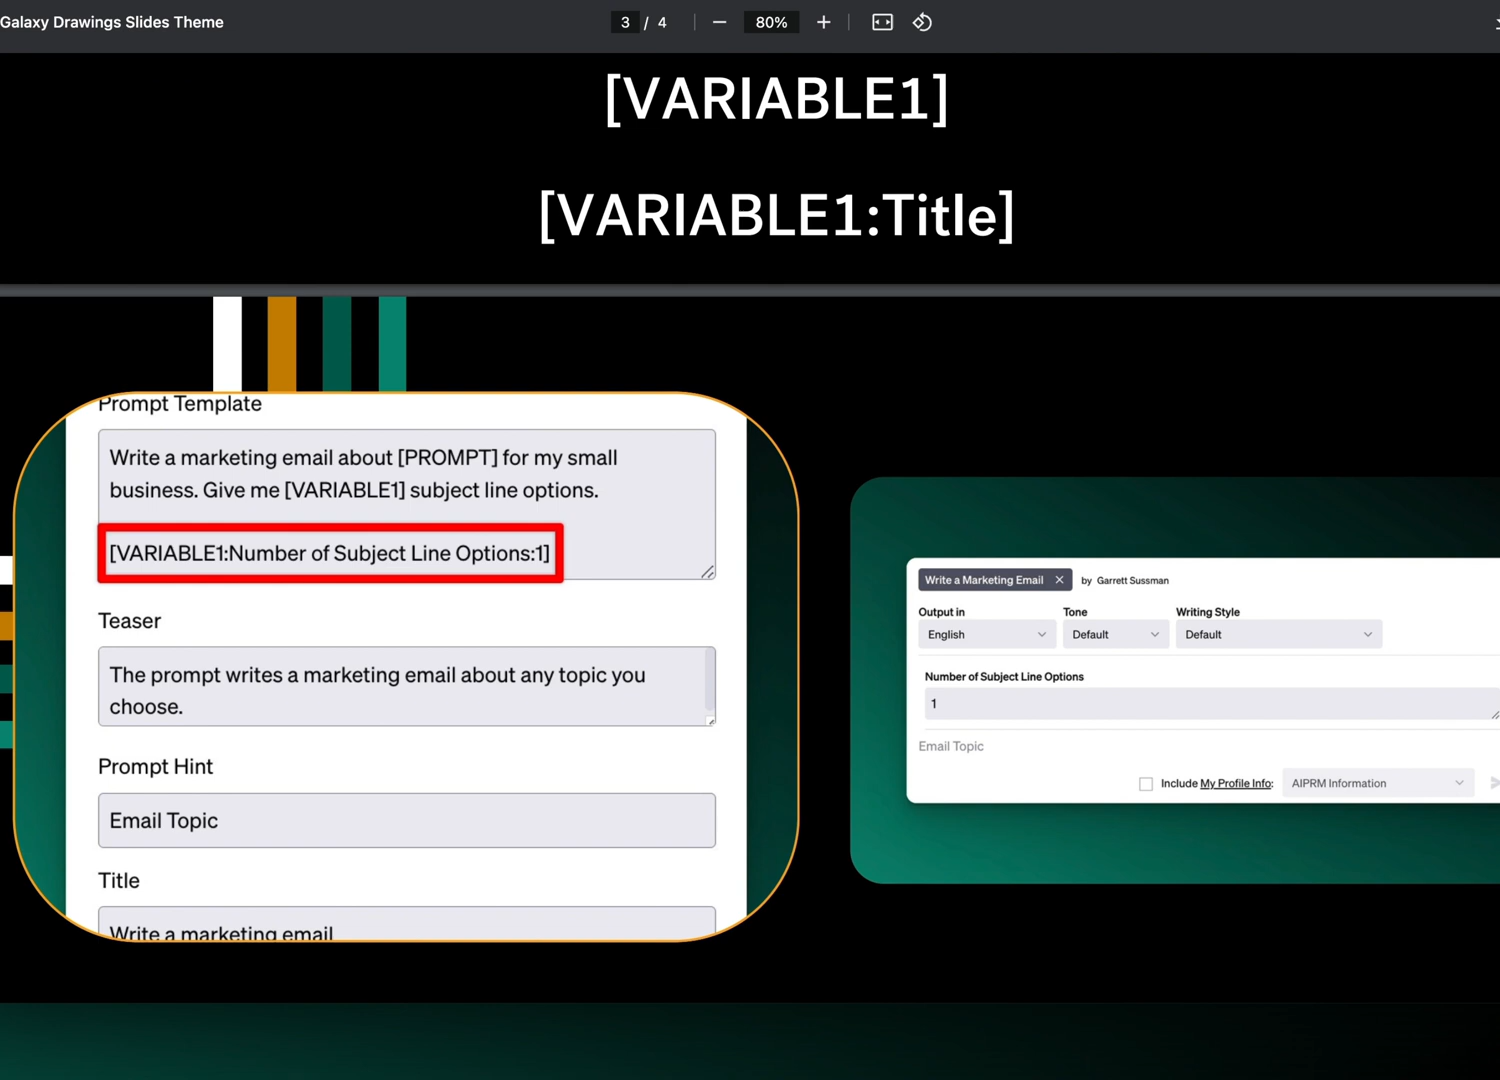 Galaxy Drawings Slides Theme
3 / 4
80%
[VARIABLE1]
[VARIABLE1:Title]
Prompt Template
Write a marketing email about [PROMPT] for my small
business. Give me [VARIABLE1] subject line options.
[VARIABLE1:Number of Subject Line Options:1]
Teaser
The prompt writes a marketing email about any topic you
choose.
Prompt Hint
Email Topic
Title
Write a marketing email
Write a Marketing Email by Garrett Sussman
Output in Tone Writing Style
English Default Default
Number of Subject Line Options
1
Email Topic
Include My Profile Info: AIPRM Information